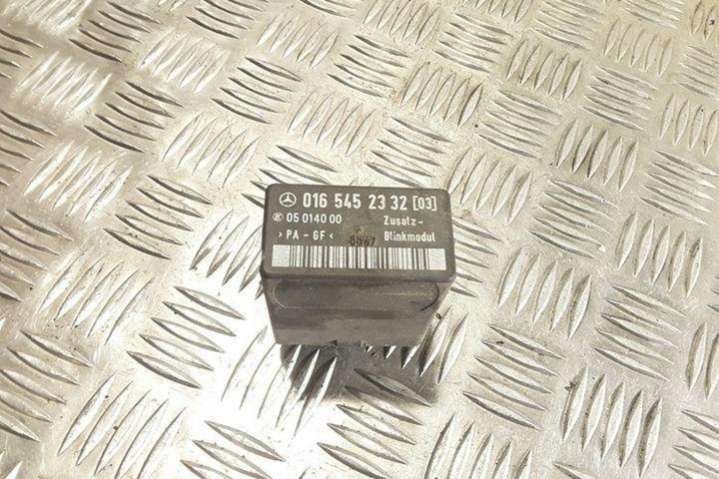 016 545 23 32 [03]
05 0140 00 Zusatz-
>PA-GF< Blinkmodul